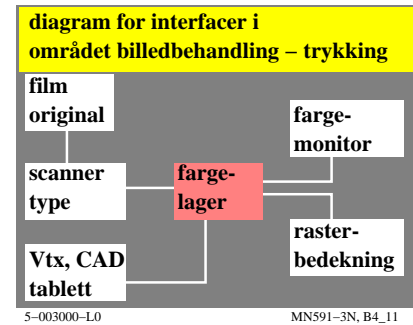 diagram for interfacer i
området billedbehandling – trykking
film
original
farge-
monitor
scanner
type
farge-
lager
raster-
bedekning
Vtx, CAD
tablett
5–003000–L0
MN591–3N, B4_11